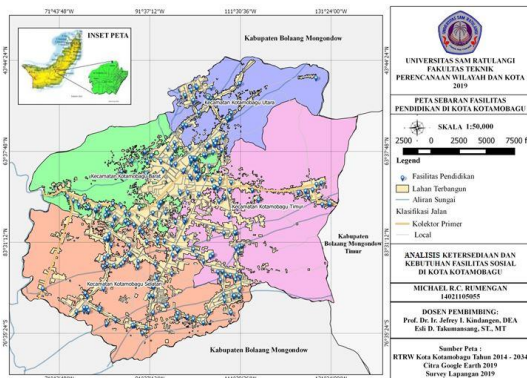 71°43'48"E
91°37'12"E
111°30'36"E
131°24'0"E
INSET PETA
Kabupaten Bolaang Mongondow
Kecamatan Kotamobagu Utara
Kecamatan Kotamobagu Barat
Kecamatan Kotamobagu Timur
Kecamatan Kotamobagu Selatan
Kabupaten
Bolaang Mongondow
Timur
Kabupaten Bolaang Mongondow
UNIVERSITAS SAM RATULANGI
FAKULTAS TEKNIK
PERENCANAAN WILAYAH DAN KOTA
2019
PETA SEBARAN FASILITAS
PENDIDIKAN DI KOTA KOTAMOBAGU
SKALA 1:50,000
2500 0 2500 5000 7500 f
Legend
Fasilitas Pendidikan
Lahan Terbangun
Aliran Sungai
Klasifikasi Jalan
Kolektor Primer
Local
ANALISIS KETERSEDIAAN DAN
KEBUTUHAN FASILITAS SOSIAL
DI KOTA KOTAMOBAGU
MICHAEL R.C. RUMENGAN
14021105055
DOSEN PEMBIMBING:
Prof. Dr. Ir. Jefrey I. Kindangen, DEA
Esli D. Takumansang, ST., MT
Sumber Peta :
RTRW Kota Kotamobagu Tahun 2014 - 2034
Citra Google Earth 2019
Survey Lapangan 2019